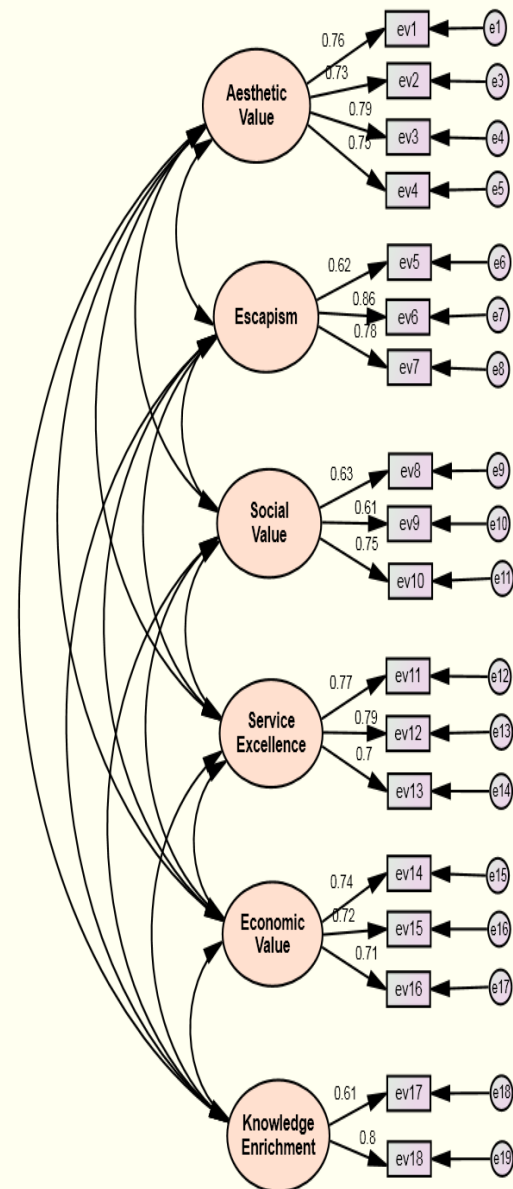 0.76
ev1
e1
Aesthetic
Value
0.73
ev2
e3
0.79
ev3
e4
0.75
ev4
e5
Escapism
0.62
ev5
e6
0.86
ev6
e7
0.78
ev7
e8
Social
Value
0.63
ev8
e9
0.61
ev9
e10
0.75
ev10
e11
Service
Excellence
0.77
ev11
e12
0.79
ev12
e13
0.7
ev13
e14
Economic
Value
0.74
ev14
e15
0.72
ev15
e16
0.71
ev16
e17
Knowledge
Enrichment
0.61
ev17
e18
0.8
ev18
e19